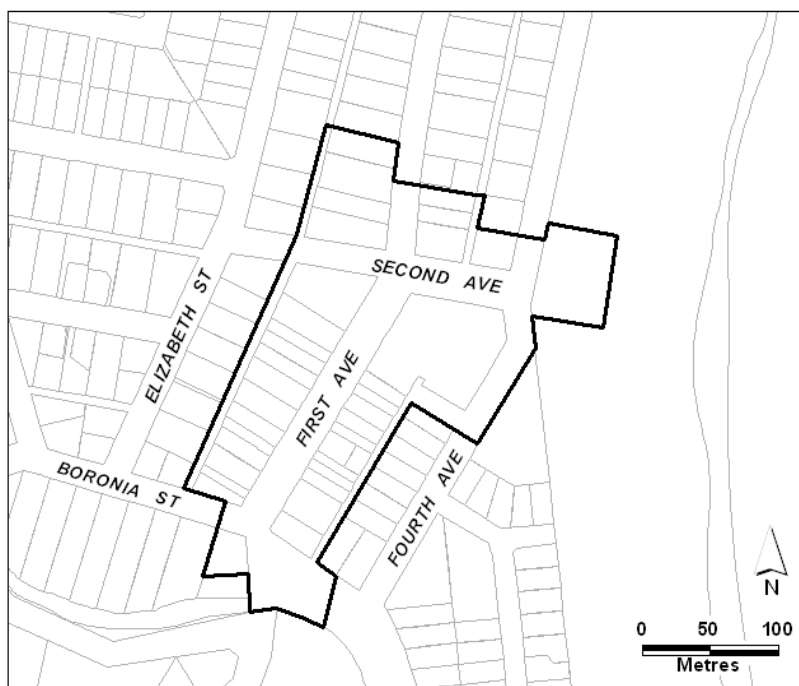 SECOND AVE
ELIZABETH ST
FIRST AVE
BORONIA ST
FOURTH AVE
N
0 50 100
Metres